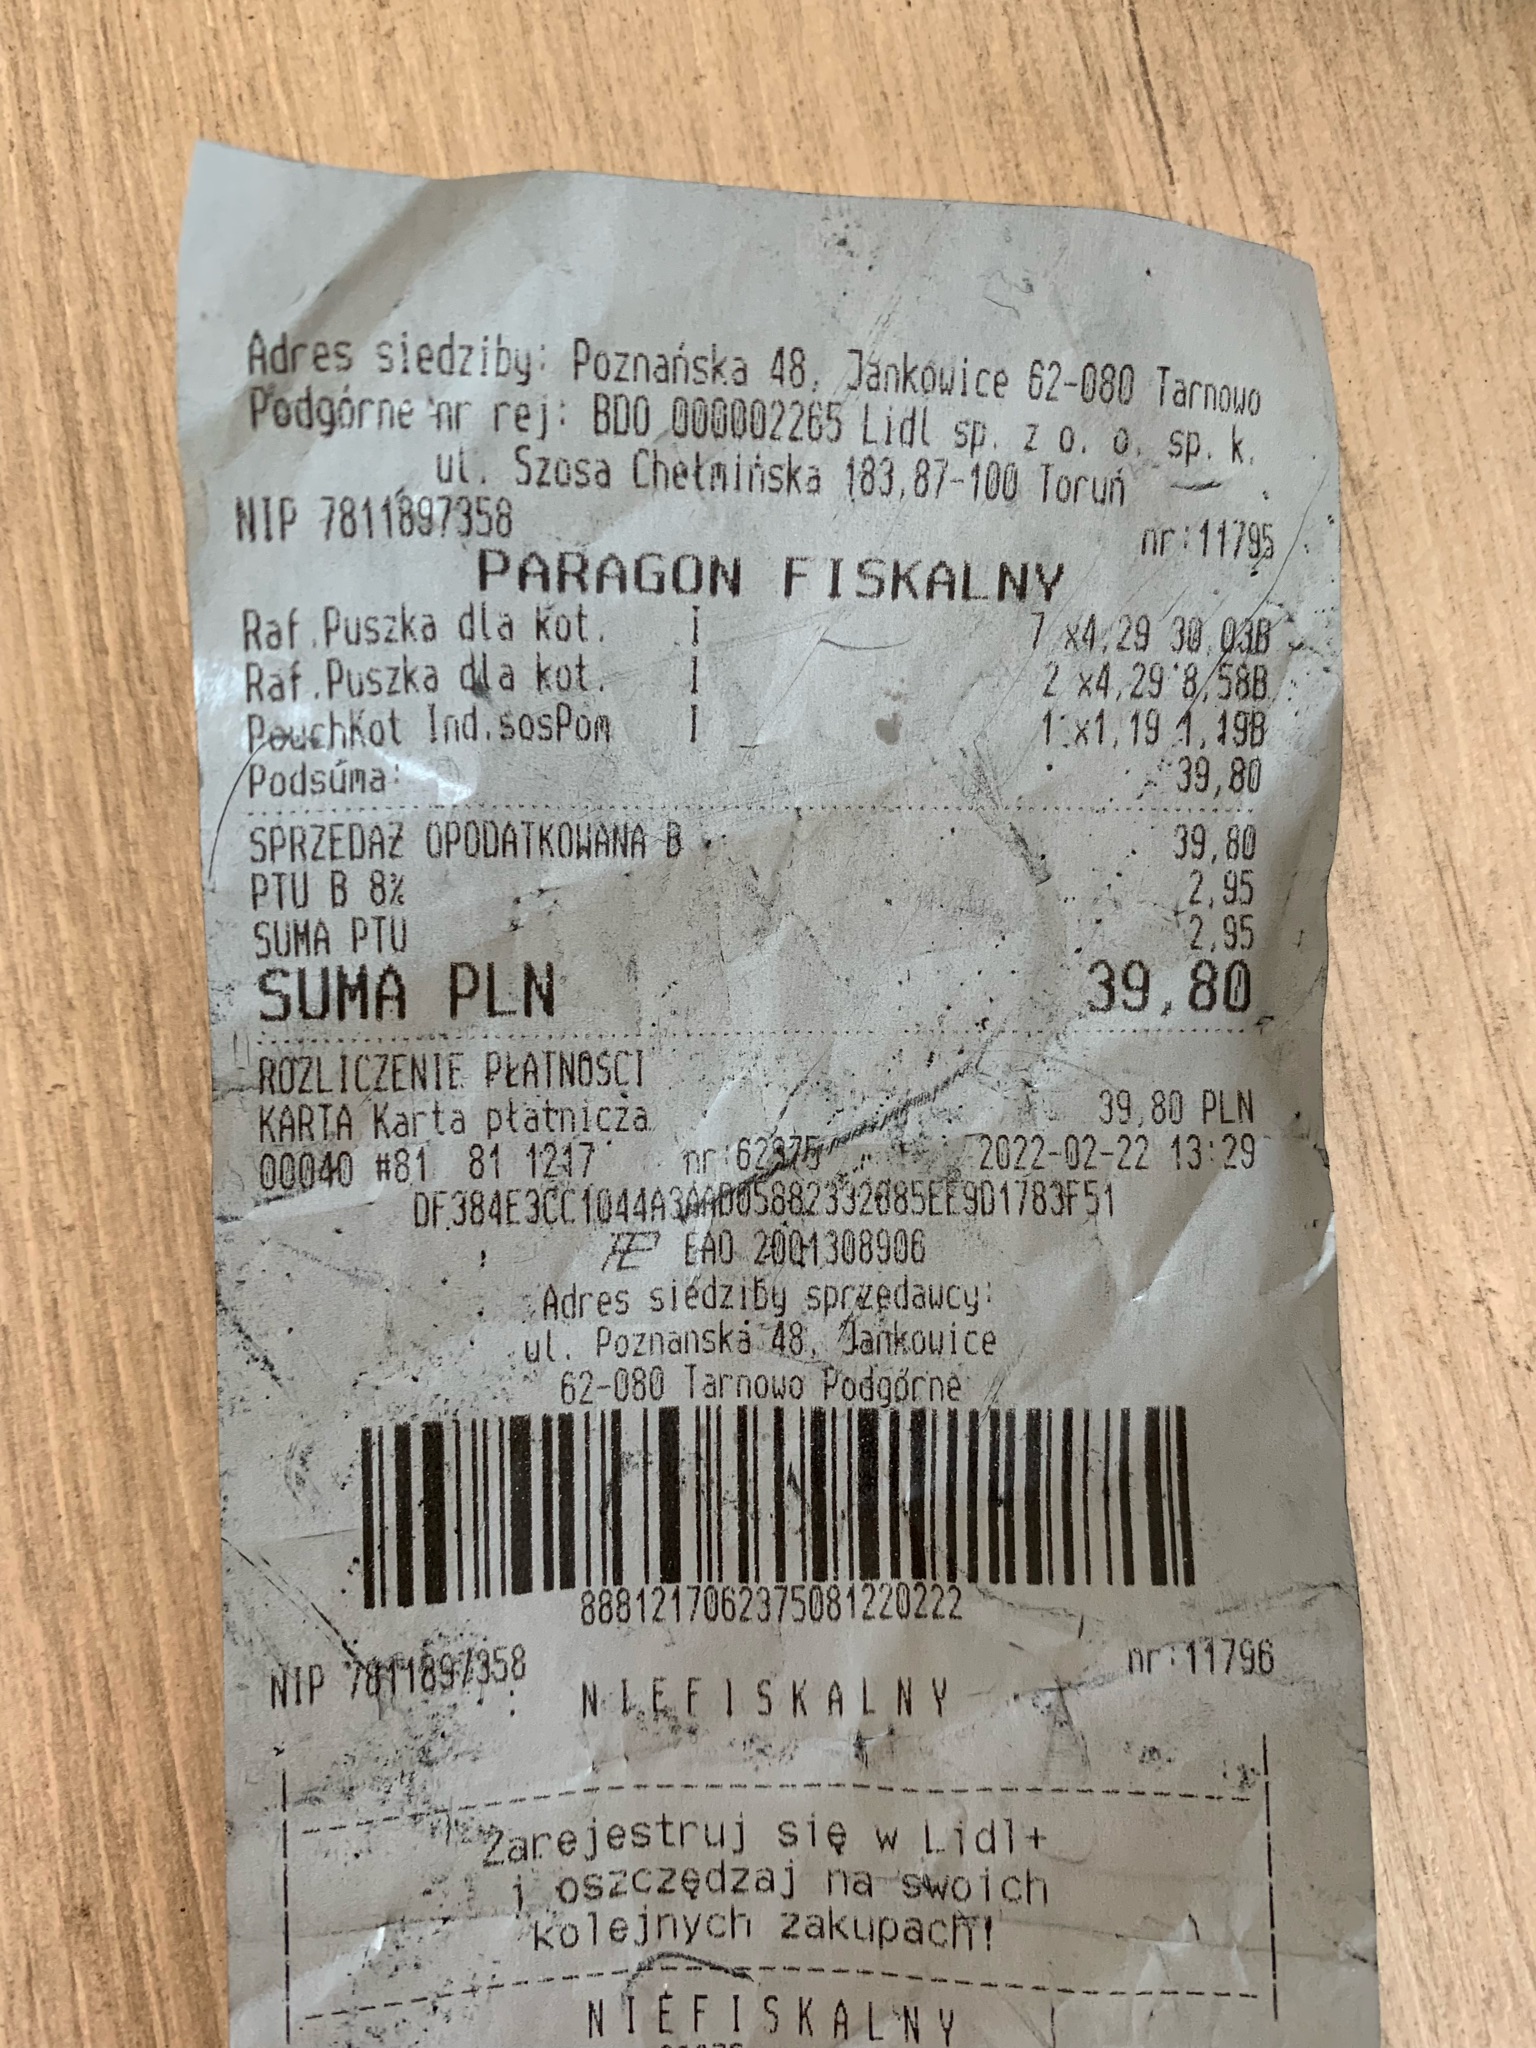 Adres siedziby: Poznańska 48, Jankowice 62-080 Tarnowo
Podgórne nr rej: BDO 000002265 Lidl sp. z o. o. sp. k.
ul. Szosa Chełmińska 183,87-100 Toruń
NIP 7811897358 nr:11795
PARAGON FISKALNY
Raf.Puszka dla kot. I 7 x4,29 30,03B
Raf.Puszka dla kot. I 2 x4,29 8,58B
PouchKot Ind.sosPom I 1 x1,19 1,19B
Podsuma: 39,80
SPRZEDAŻ OPODATKOWANA B 39,80
PTU B 8% 2,95
SUMA PTU 2,95
SUMA PLN 39,80
ROZLICZENIE PŁATNOŚCI
KARTA Karta płatnicza 39,80 PLN
00040 #81 81 1217 nr:62375 2022-02-22 13:29
DF384E3CC1044A3AAD05882332085EE9D1783F51
EAO 2001308906
Adres siedziby sprzedawcy:
ul. Poznanska 48, Jankowice
62-080 Tarnowo Podgórne
8881217062375081220222
NIP 7811897358 nr:11796
NIEFISKALNY
Zarejestruj się w Lidl+
i oszczędzaj na swoich
kolejnych zakupach!
NIEFISKALNY